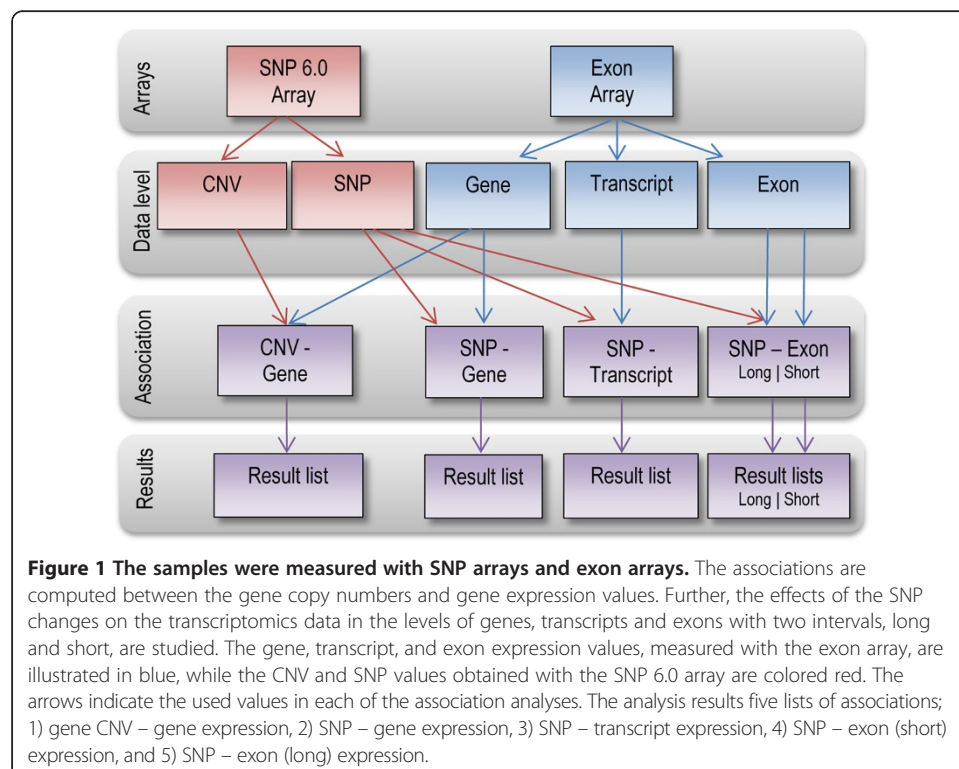 Arrays
SNP 6.0
Array
Exon
Array
Data level
CNV
SNP
Gene
Transcript
Exon
Association
CNV -
Gene
SNP -
Gene
SNP -
Transcript
SNP – Exon
Long | Short
Results
Result list
Result list
Result list
Result lists
Long | Short
Figure 1 The samples were measured with SNP arrays and exon arrays. The associations are
computed between the gene copy numbers and gene expression values. Further, the effects of the SNP
changes on the transcriptomics data in the levels of genes, transcripts and exons with two intervals, long
and short, are studied. The gene, transcript, and exon expression values, measured with the exon array, are
illustrated in blue, while the CNV and SNP values obtained with the SNP 6.0 array are colored red. The
arrows indicate the used values in each of the association analyses. The analysis results five lists of associations;
1) gene CNV – gene expression, 2) SNP – gene expression, 3) SNP – transcript expression, 4) SNP – exon (short)
expression, and 5) SNP – exon (long) expression.